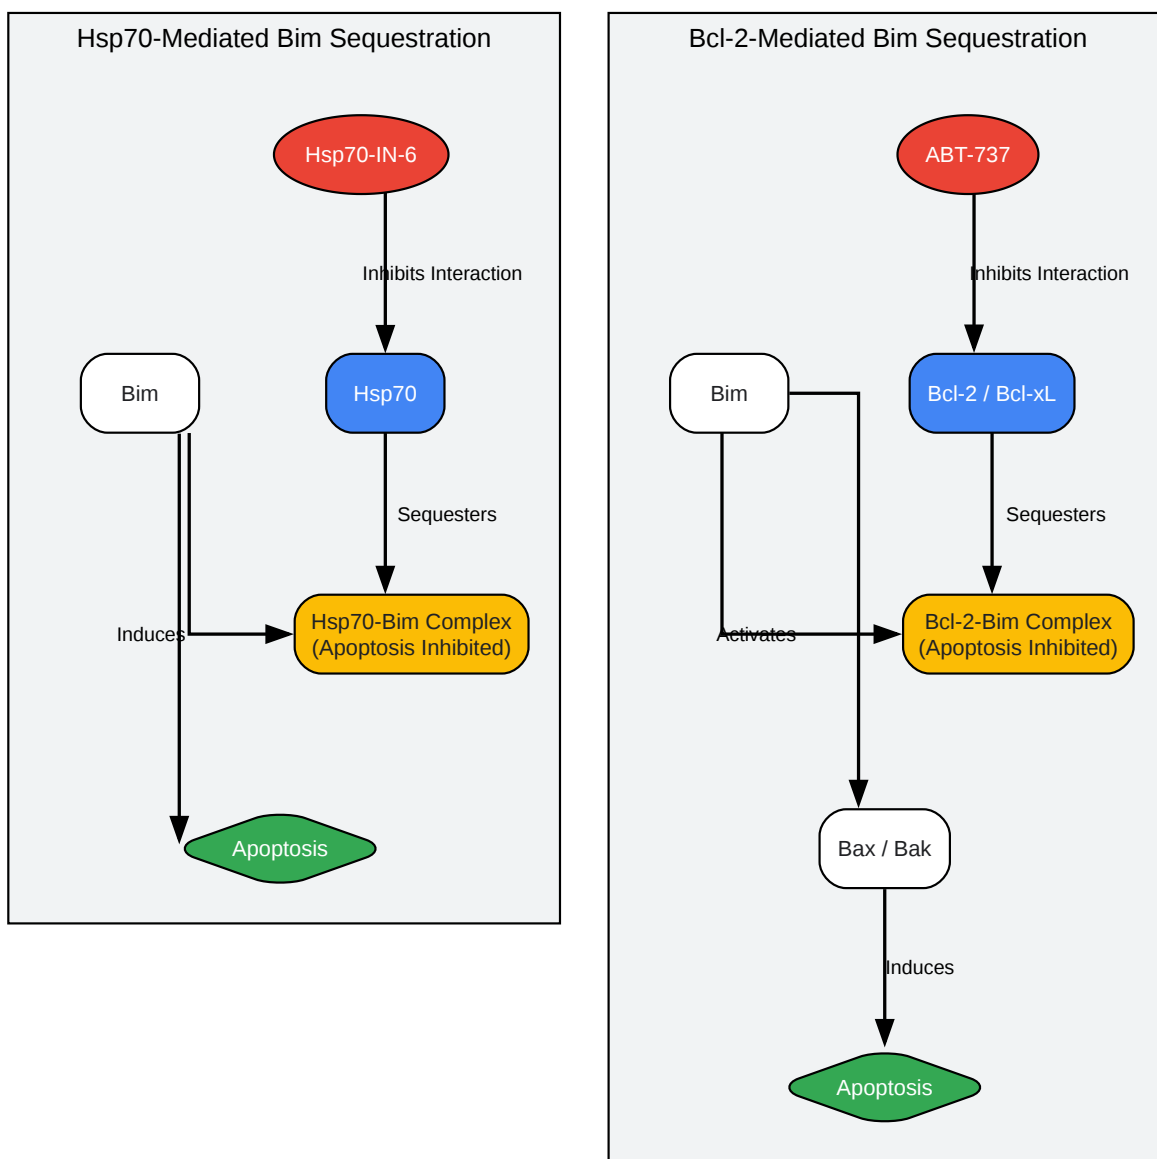 Hsp70-Mediated Bim Sequestration
Hsp70-IN-6
Inhibits Interaction
Bim
Hsp70
Sequesters
Induces
Hsp70-Bim Complex
(Apoptosis Inhibited)
Apoptosis
Bcl-2-Mediated Bim Sequestration
ABT-737
Inhibits Interaction
Bim
Bcl-2 / Bcl-xL
Sequesters
Activates
Bcl-2-Bim Complex
(Apoptosis Inhibited)
Bax / Bak
Induces
Apoptosis